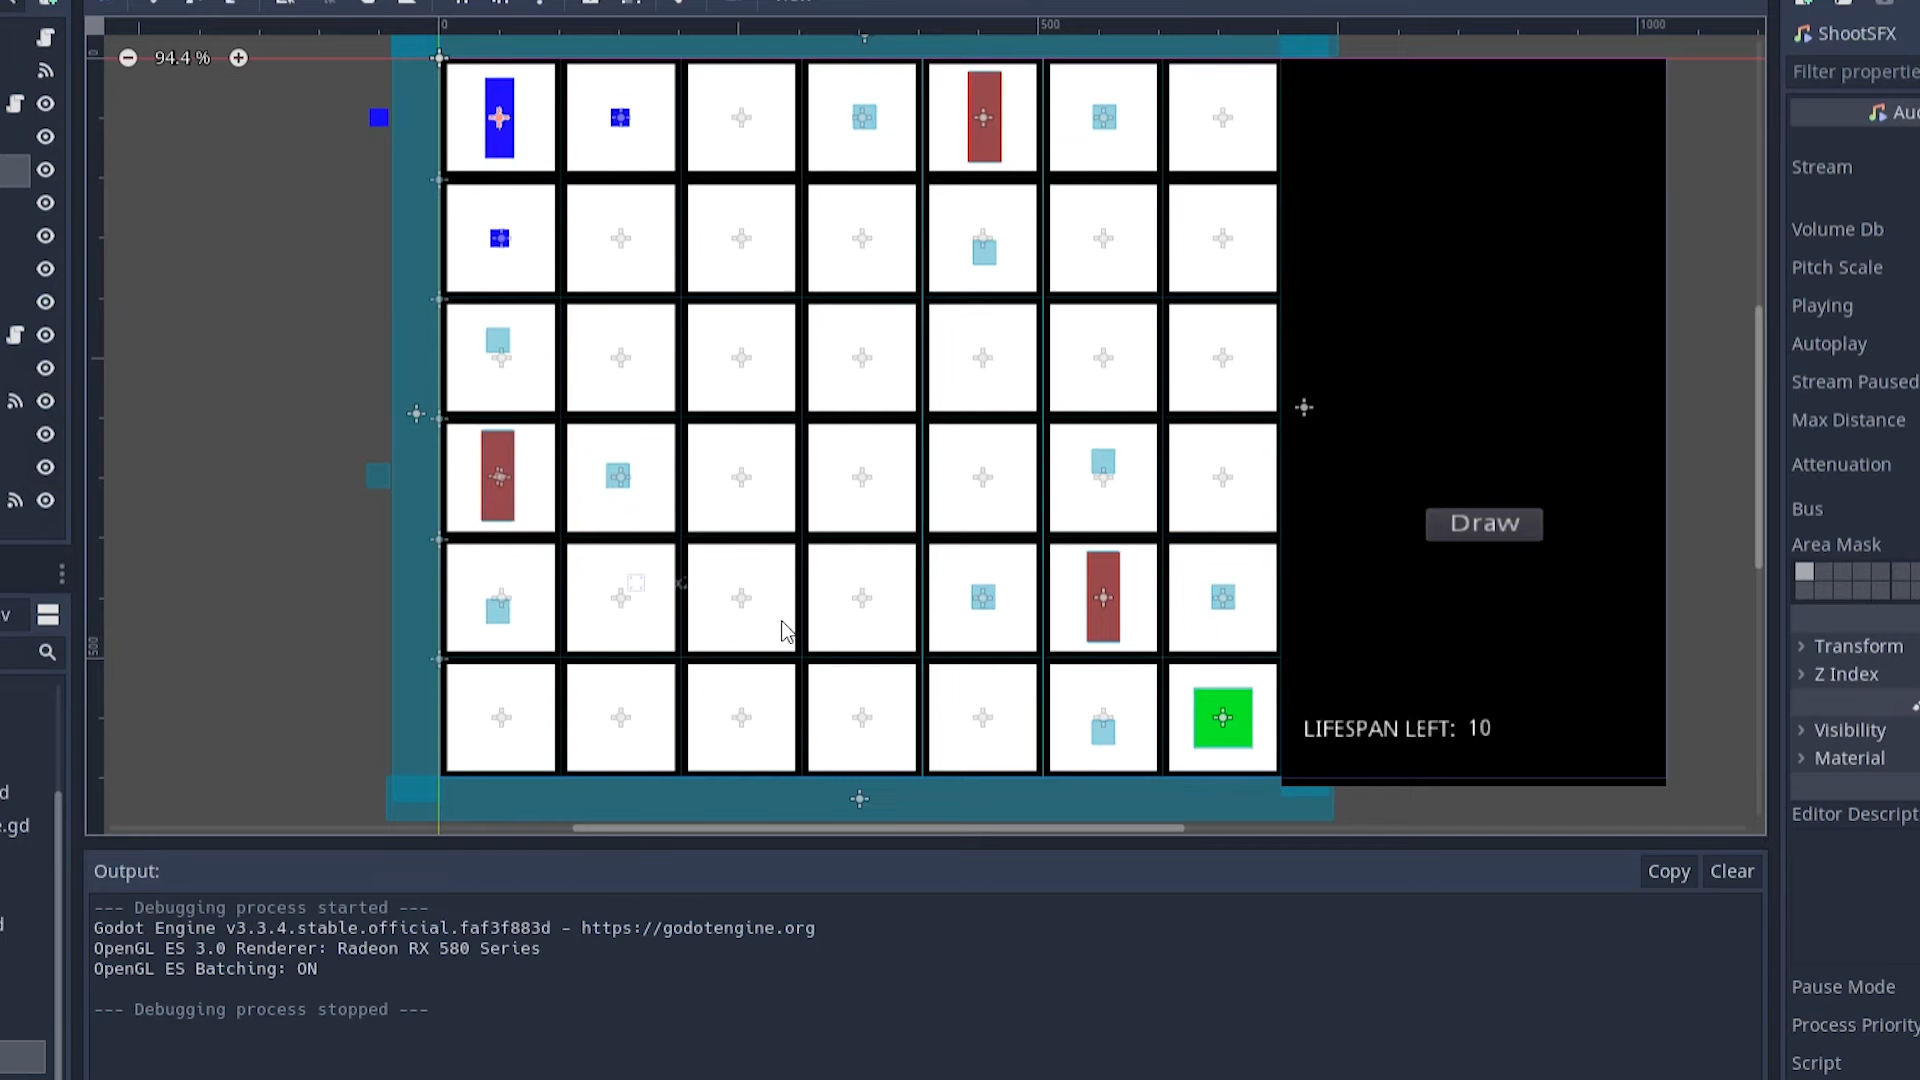 0
500
1000
ShootSFX
94.4 %
Filter propertie
Auc
Stream
Volume Db
Pitch Scale
Playing
Autoplay
Stream Paused
Max Distance
Attenuation
Draw
Bus
Area Mask
500
Transform
Z Index
LIFESPAN LEFT: 10
Visibility
Material
Editor Descript
d
e.gd
d
Output:
Copy
Clear
--- Debugging process started ---
Godot Engine v3.3.4.stable.official.faf3f883d - https://godotengine.org
OpenGL ES 3.0 Renderer: Radeon RX 580 Series
OpenGL ES Batching: ON
--- Debugging process stopped ---
Pause Mode
Process Priority
Script